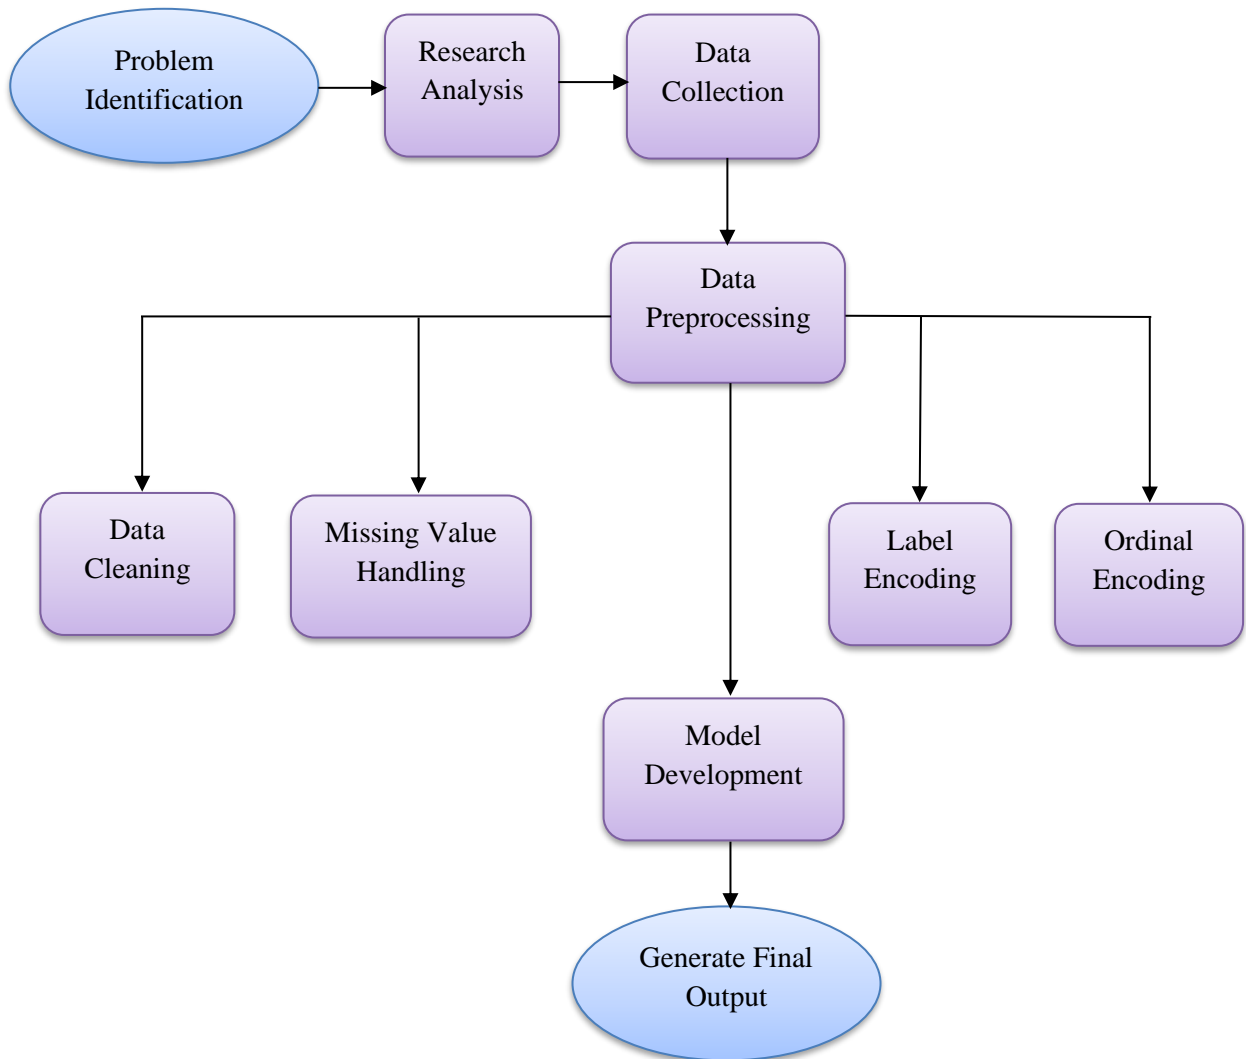 Problem
Identification
Research
Analysis
Data
Collection
Data
Preprocessing
Data
Cleaning
Missing Value
Handling
Label
Encoding
Ordinal
Encoding
Model
Development
Generate Final
Output